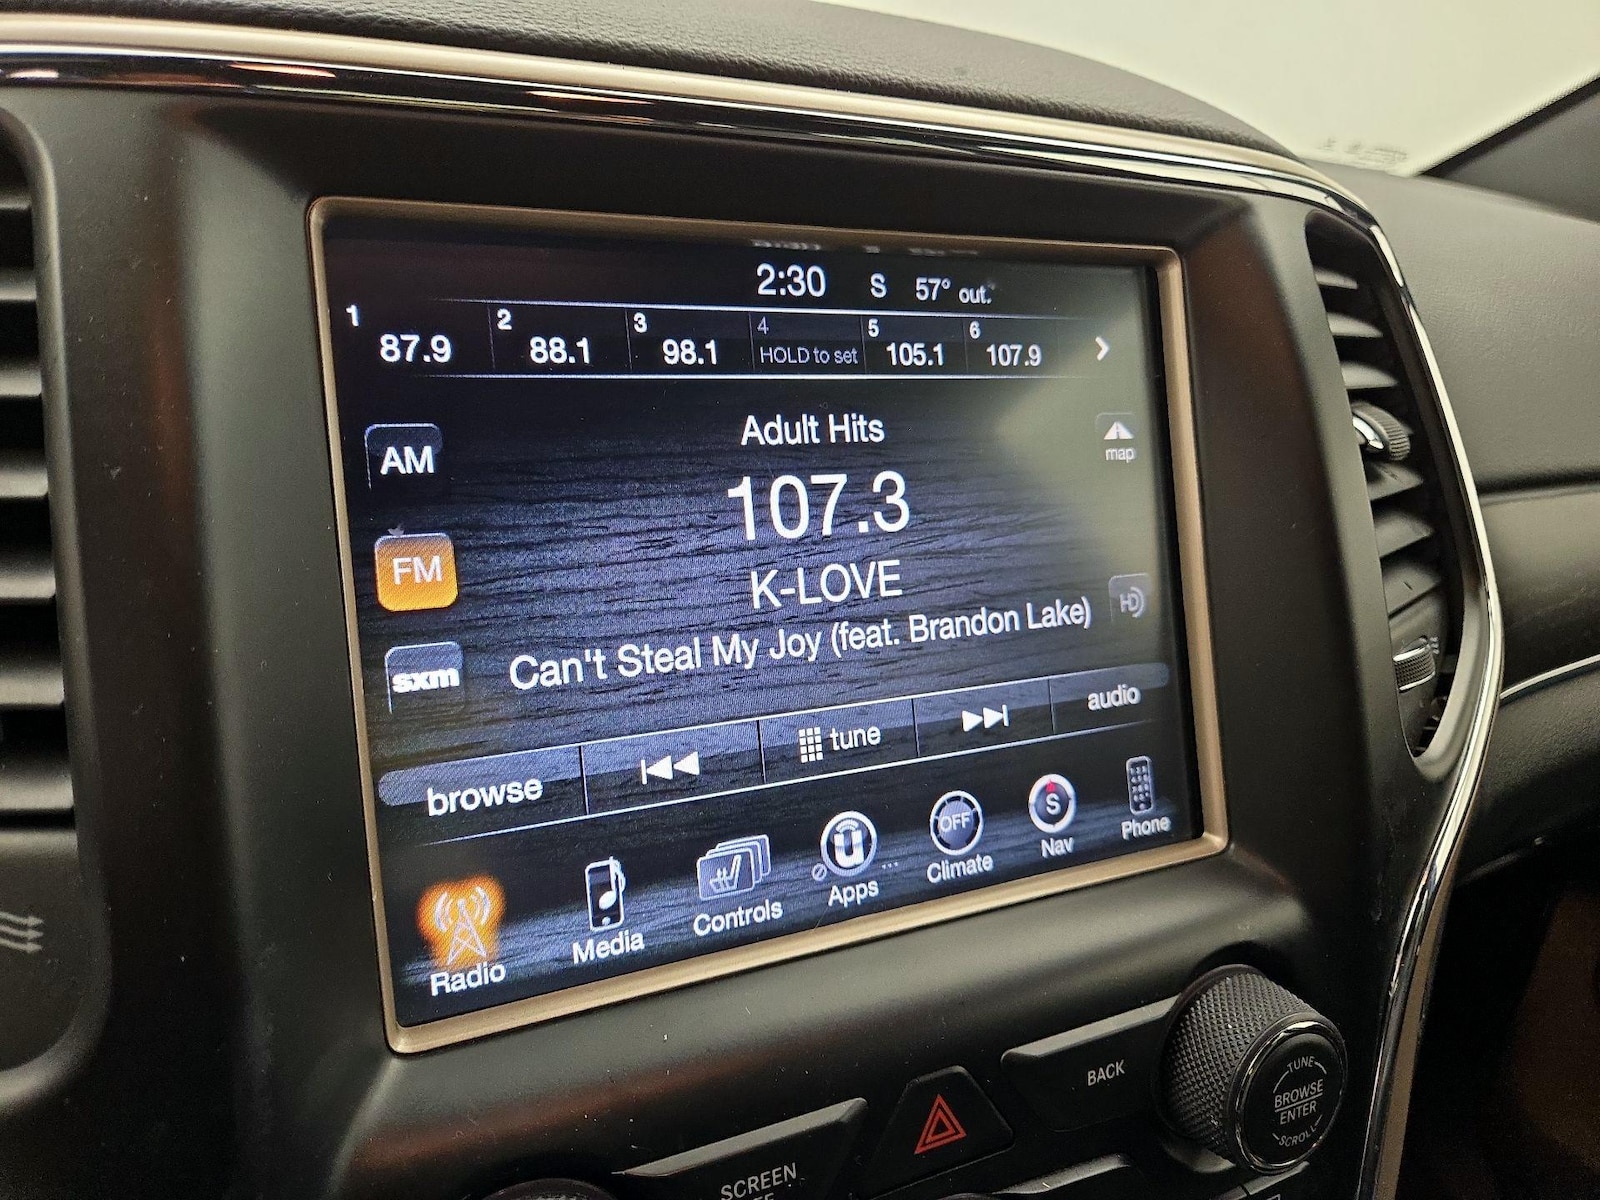 2:30 S 57° out.
1 87.9 2 88.1 3 98.1 4 HOLD to set 5 105.1 6 107.9
Adult Hits
AM
map
107.3
FM
K-LOVE
HD
Can't Steal My Joy (feat. Brandon Lake)
sxm
browse tune audio
Radio Media Controls Apps OFF Climate S Nav Phone
BACK
TUNE
BROWSE
ENTER
SCROLL
SCREEN